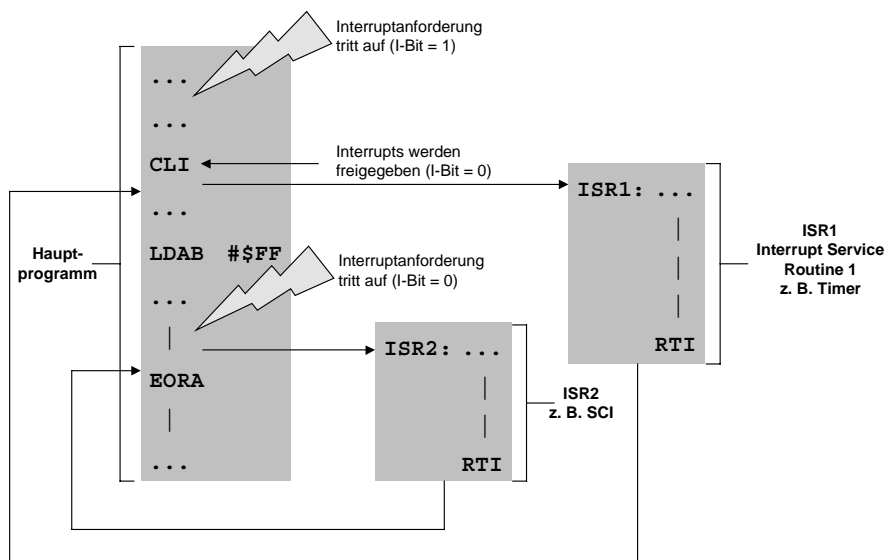 Interruptanforderung
tritt auf (I-Bit = 1)
...
...
CLI
Interrupts werden
freigegeben (I-Bit = 0)
...
LDAB #$FF
Haupt-
programm
Interruptanforderung
tritt auf (I-Bit = 0)
...
|
EORA
|
...
ISR1: ...
|
|
|
RTI
ISR1
Interrupt Service
Routine 1
z. B. Timer
ISR2: ...
|
|
RTI
ISR2
z. B. SCI